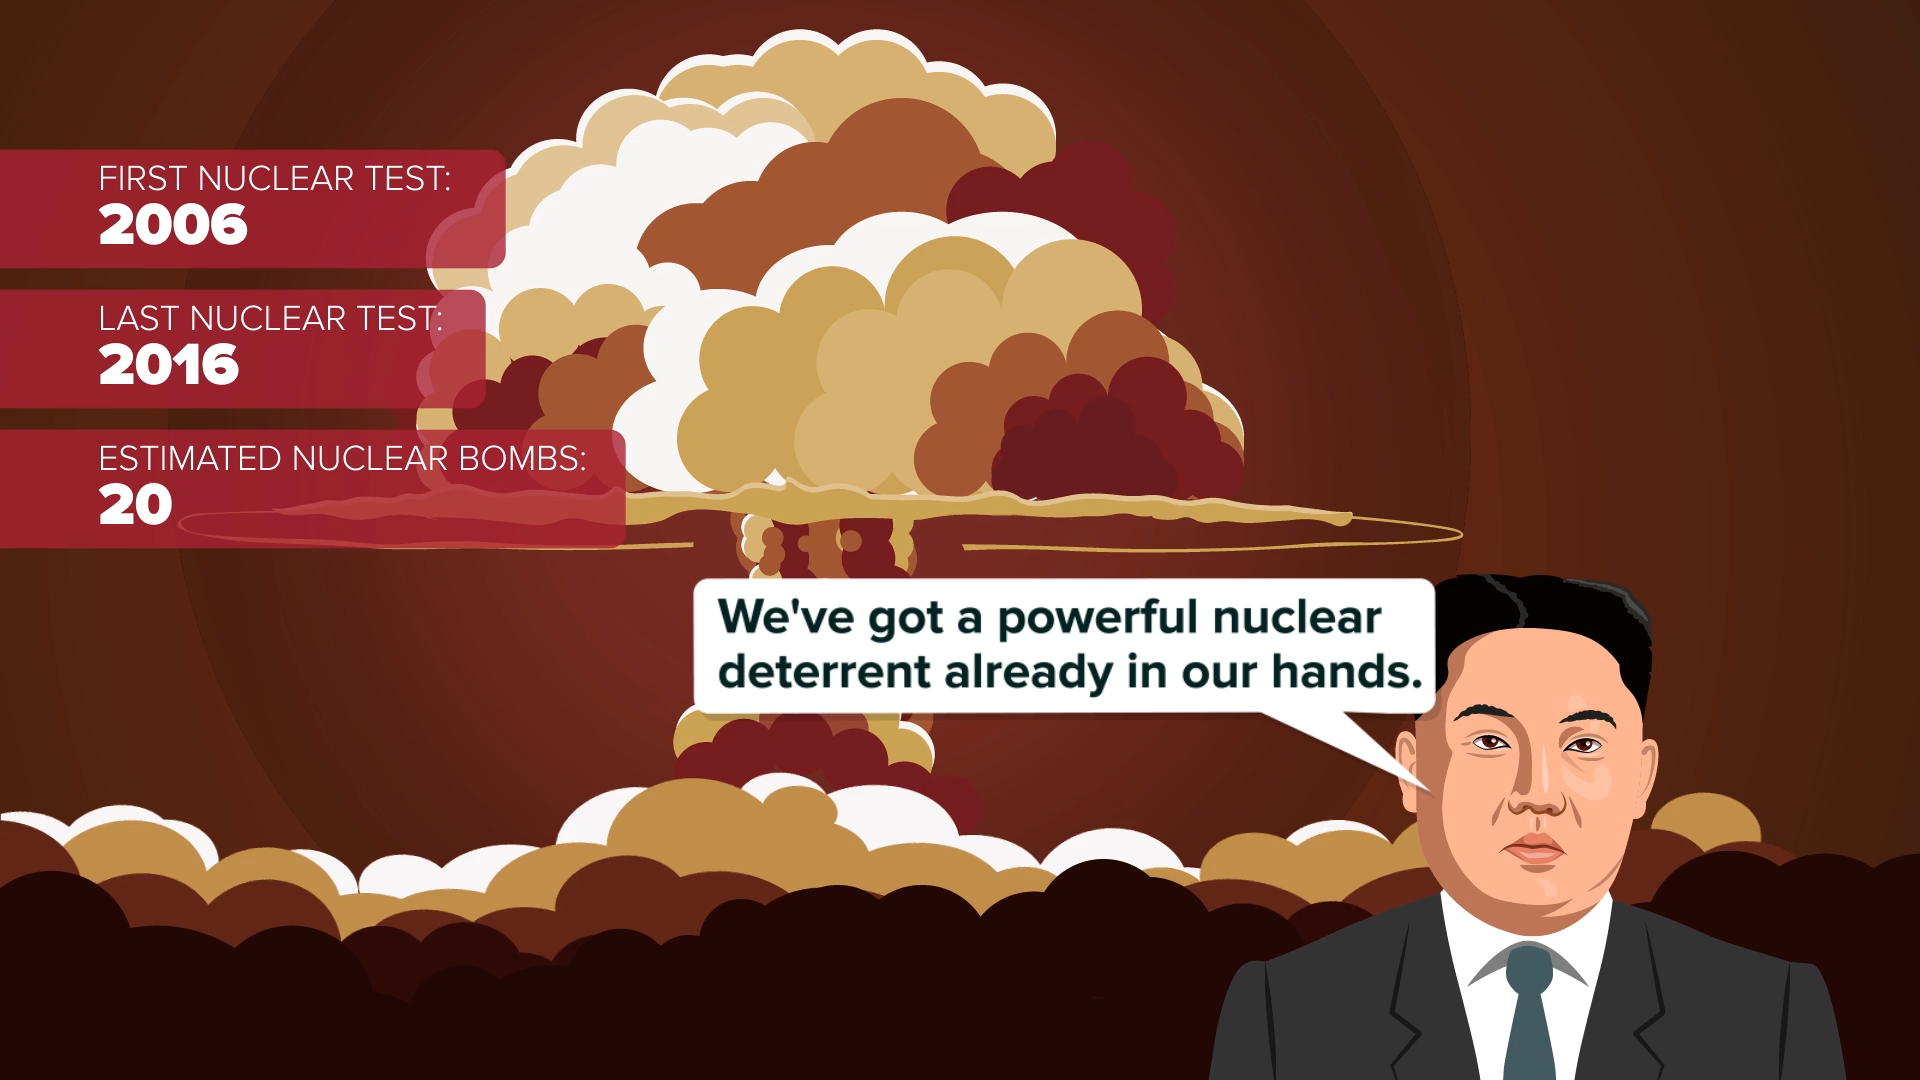 FIRST NUCLEAR TEST:
2006
LAST NUCLEAR TEST:
2016
ESTIMATED NUCLEAR BOMBS:
20
We've got a powerful nuclear
deterrent already in our hands.